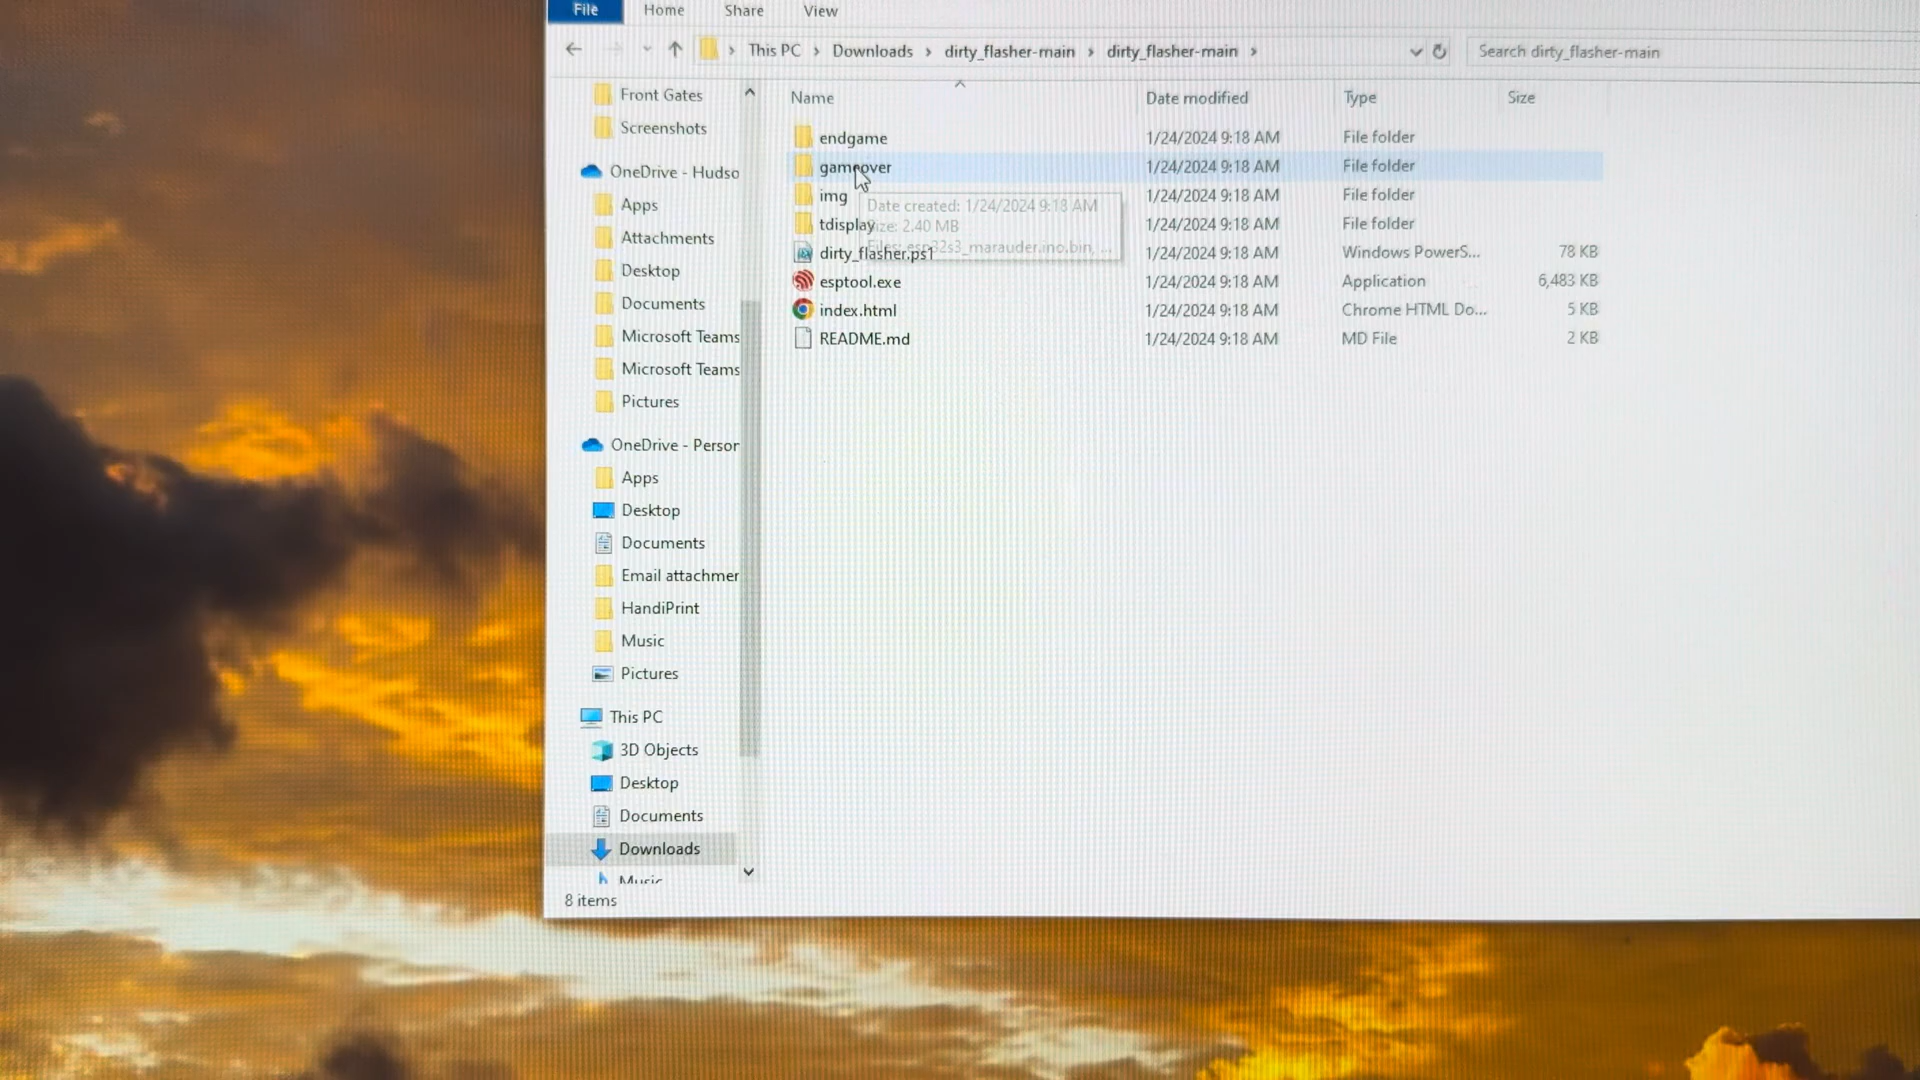 File Home Share View
This PC Downloads dirty_flasher-main dirty_flasher-main Search dirty_flasher-main
Front Gates
Screenshots
OneDrive - Hudso
Apps
Attachments
Desktop
Documents
Microsoft Teams
Microsoft Teams
Pictures
OneDrive - Person
Apps
Desktop
Documents
Email attachmer
HandiPrint
Music
Pictures
This PC
3D Objects
Desktop
Documents
Downloads
Music
8 items
Name Date modified Type Size
endgame 1/24/2024 9:18 AM File folder
gameover 1/24/2024 9:18 AM File folder
img 1/24/2024 9:18 AM File folder
tdisplay 1/24/2024 9:18 AM File folder
dirty_flasher.ps1 1/24/2024 9:18 AM Windows PowerS... 78 KB
esptool.exe 1/24/2024 9:18 AM Application 6,483 KB
index.html 1/24/2024 9:18 AM Chrome HTML Do... 5 KB
README.md 1/24/2024 9:18 AM MD File 2 KB
Date created: 1/24/2024 9:18 AM
Size: 2.40 MB
Files: esp32s3_marauder.ino.bin, ...